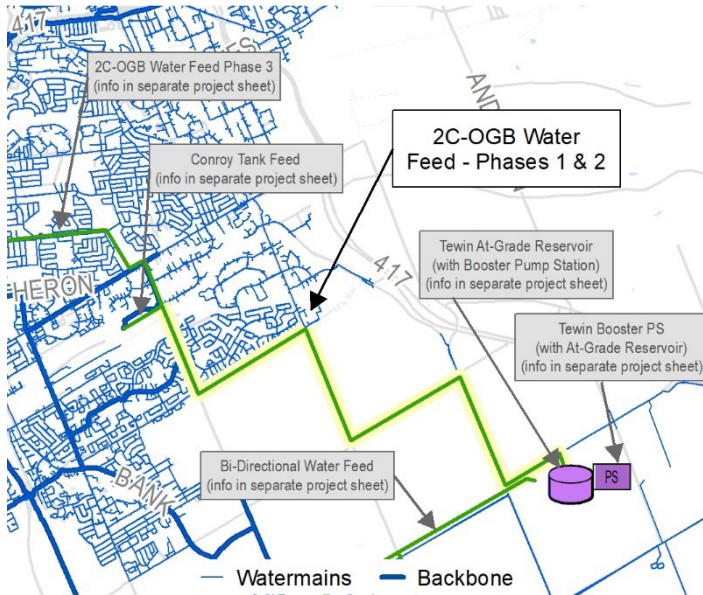 417
2C-OGB Water Feed Phase 3
(info in separate project sheet)
Conroy Tank Feed
(info in separate project sheet)
2C-OGB Water
Feed - Phases 1 & 2
AND
HERON
417
Tewin At-Grade Reservoir
(with Booster Pump Station)
(info in separate project sheet)
Tewin Booster PS
(with At-Grade Reservoir)
(info in separate project sheet)
Bi-Directional Water Feed
(info in separate project sheet)
PS
BANK
Watermains
Backbone